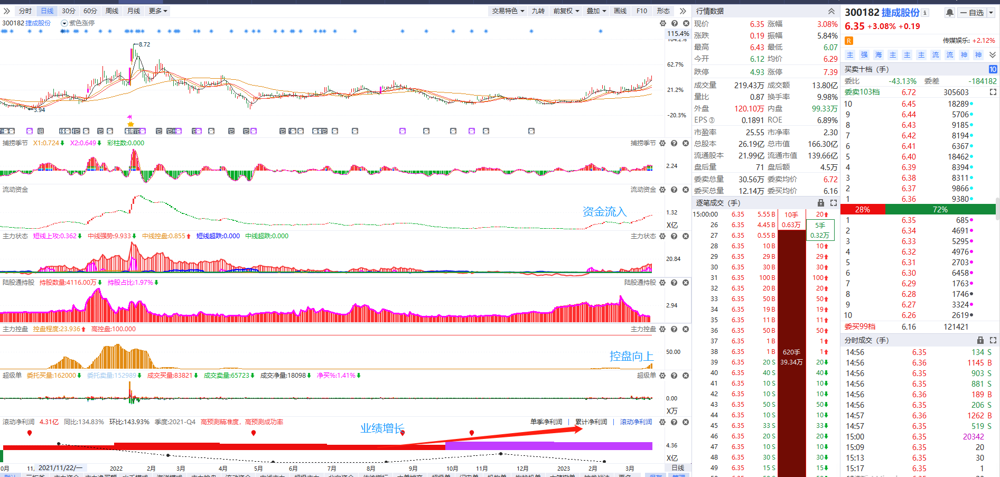 分时 日线 30分 60分 周线 月线 更多 交易特色 九转 前复权 叠加 画线 F10 形态
300182 捷成股份 紫色涨停
115.4%
8.72
62.7%
21.2%
3.94
-20.3%
捕捞季节 X1:0.724 X2:0.649 彩柱数:0.000 捕捞季节
2.24
流动资金 流动资金
资金流入
1.32
X亿
主力状态 短线上攻:0.362 中线强势:9.933 中线控盘:0.855 短线超跌:0.000 中线超跌:0.000 主力状态
20.84
陆股通持股 持股数量:4116.00万 持股占比:1.97% 陆股通持股
2.94
主力控盘 控盘程度:23.936 高控盘:100.000 主力控盘
控盘向上
50.00
超级单 委托买量:162000 委托卖量:152989 成交买量:83821 成交卖量:65723 成交净量:18098 净买%:1.41% 超级单
0.00
X万
滚动净利润 4.31亿 同比:134.83% 环比:143.93% 季度:2021-Q4 高预测精准度，高预测成功率 单季净利润 | 累计净利润 | 滚动净利润
业绩增长
4.36
X亿
0月 11 2021/11/22/一 2022 2月 3月 4月 5月 6月 7月 8月 9月 10月 11月 12月 2023 2月 3月 日线
行情数据
现价 6.35 涨幅 3.08%
涨跌 0.19 振幅 5.84%
最高 6.43 最低 6.07
今开 6.12 均价 6.29
跌停 4.93 涨停 7.39
成交量 219.43万 成交额 13.80亿
量比 0.87 换手率 9.98%
外盘 120.10万 内盘 99.33万
EPS③ 0.1891 ROE 6.89%
市盈率 25.55 市净率 2.30
总股本 26.19亿 总市值 166.30亿
流通股本 21.99亿 流通市值 139.66亿
盘后量 71 盘后额 4.5万
委卖总量 30.56万 委卖均价 6.72
委买总量 12.14万 委买均价 6.16
逐笔成交（手）
15:00:00 6.35 5.55 B 10手 20
26 6.35 4.45 B 0.63万 5手
27 6.35 0.55 B 0.32万
28 6.35 10 B 10
29 6.35 29 B 29
30 6.35 30 B 30
31 6.35 100 B 100
32 6.35 20 B 20
33 6.35 50 B 50
34 6.35 19 B 19
35 6.35 11 B 11
36 6.35 50 B 50
37 6.35 1 B 1
38 6.35 1 B 620手 1
39 6.35 20 S 39.34万 20
40 6.35 40 S 40
41 6.35 10 S 10
42 6.35 10 S 10
43 6.35 50 S 50
44 6.35 10 S 10
45 6.35 33 S 33
46 6.35 20 S 20
47 6.35 10 S 10
48 6.35 30 S 30
49 6.35 15 S 15
300182 捷成股份
自选
6.35 +3.08% +0.19
R 传媒娱乐: +2.12%
主 强 海 主 主 主 流 流 神 神
买卖十档（手） 10
委比 -43.13% 委差 -184182
委卖103档 6.72 305603
10 6.45 18289
9 6.44 5706
8 6.43 9185
7 6.42 8194
6 6.41 6367
5 6.40 18462
4 6.39 8394
3 6.38 8311
2 6.37 9866
1 6.36 9380
28% 72%
1 6.35 685
2 6.34 4691
3 6.33 5295
4 6.32 4976
5 6.31 2703
6 6.30 6458
7 6.29 1763
8 6.28 1746
9 6.27 3324
10 6.26 2619
委买99档 6.16 121421
分时成交（手）
14:56 6.35 134 S
14:56 6.36 1145 B
14:56 6.35 903 S
14:56 6.35 881 S
14:56 6.36 189 B
14:56 6.35 206 S
14:57 6.36 1262 B
14:57 6.35 519 S
15:00 6.35 20342
15:09 6.35 20
15:13 6.35 30
15:17 6.35 1